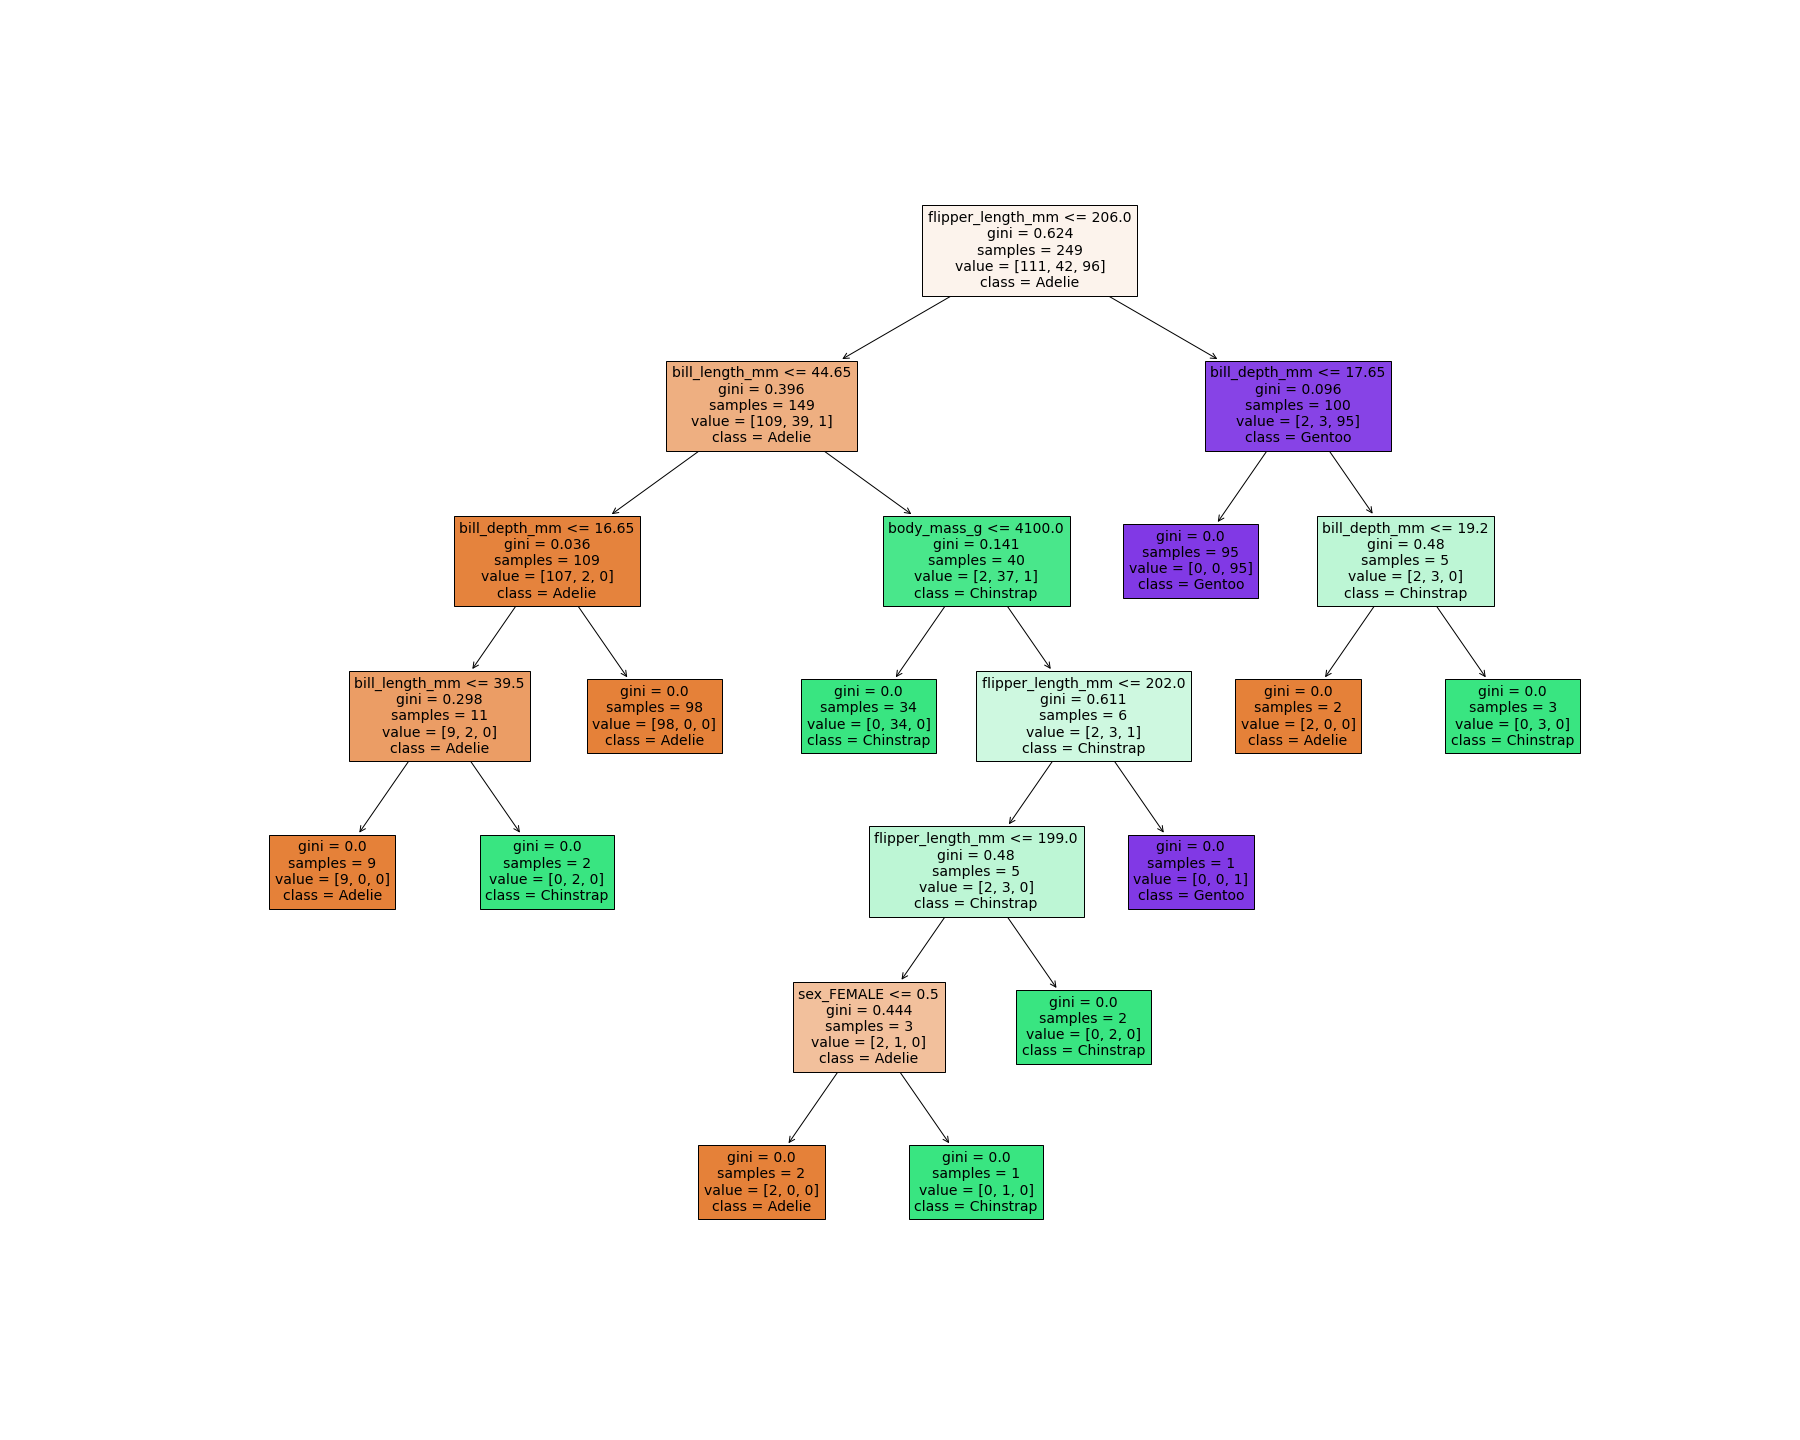 flipper_length_mm <= 206.0
gini = 0.624
samples = 249
value = [111, 42, 96]
class = Adelie
bill_length_mm <= 44.65
gini = 0.396
samples = 149
value = [109, 39, 1]
class = Adelie
bill_depth_mm <= 17.65
gini = 0.096
samples = 100
value = [2, 3, 95]
class = Gentoo
bill_depth_mm <= 16.65
gini = 0.036
samples = 109
value = [107, 2, 0]
class = Adelie
body_mass_g <= 4100.0
gini = 0.141
samples = 40
value = [2, 37, 1]
class = Chinstrap
gini = 0.0
samples = 95
value = [0, 0, 95]
class = Gentoo
bill_depth_mm <= 19.2
gini = 0.48
samples = 5
value = [2, 3, 0]
class = Chinstrap
bill_length_mm <= 39.5
gini = 0.298
samples = 11
value = [9, 2, 0]
class = Adelie
gini = 0.0
samples = 98
value = [98, 0, 0]
class = Adelie
gini = 0.0
samples = 34
value = [0, 34, 0]
class = Chinstrap
flipper_length_mm <= 202.0
gini = 0.611
samples = 6
value = [2, 3, 1]
class = Chinstrap
gini = 0.0
samples = 2
value = [2, 0, 0]
class = Adelie
gini = 0.0
samples = 3
value = [0, 3, 0]
class = Chinstrap
gini = 0.0
samples = 9
value = [9, 0, 0]
class = Adelie
gini = 0.0
samples = 2
value = [0, 2, 0]
class = Chinstrap
flipper_length_mm <= 199.0
gini = 0.48
samples = 5
value = [2, 3, 0]
class = Chinstrap
gini = 0.0
samples = 1
value = [0, 0, 1]
class = Gentoo
sex_FEMALE <= 0.5
gini = 0.444
samples = 3
value = [2, 1, 0]
class = Adelie
gini = 0.0
samples = 2
value = [0, 2, 0]
class = Chinstrap
gini = 0.0
samples = 2
value = [2, 0, 0]
class = Adelie
gini = 0.0
samples = 1
value = [0, 1, 0]
class = Chinstrap